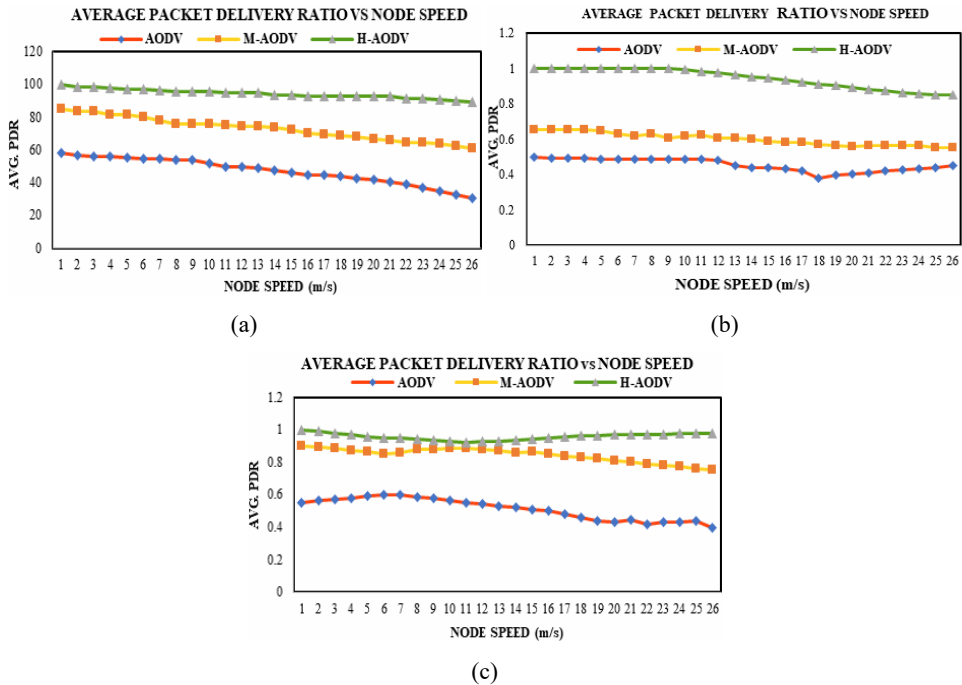 AVERAGE PACKET DELIVERY RATIO VS NODE SPEED
AODV M-AODV H-AODV
120
100
80
60
40
20
0
AVG. PDR
1 2 3 4 5 6 7 8 9 10 11 12 13 14 15 16 17 18 19 20 21 22 23 24 25 26
NODE SPEED (m/s)
(a)
AVERAGE PACKET DELIVERY RATIO VS NODE SPEED
AODV M-AODV H-AODV
1.2
1
0.8
0.6
0.4
0.2
0
AVG. PDR
1 2 3 4 5 6 7 8 9 10 11 12 13 14 15 16 17 18 19 20 21 22 23 24 25 26
NODE SPEED (m/s)
(b)
AVERAGE PACKET DELIVERY RATIO vs NODE SPEED
AODV M-AODV H-AODV
1.2
1
0.8
0.6
0.4
0.2
0
AVG. PDR
1 2 3 4 5 6 7 8 9 10 11 12 13 14 15 16 17 18 19 20 21 22 23 24 25 26
NODE SPEED (m/s)
(c)